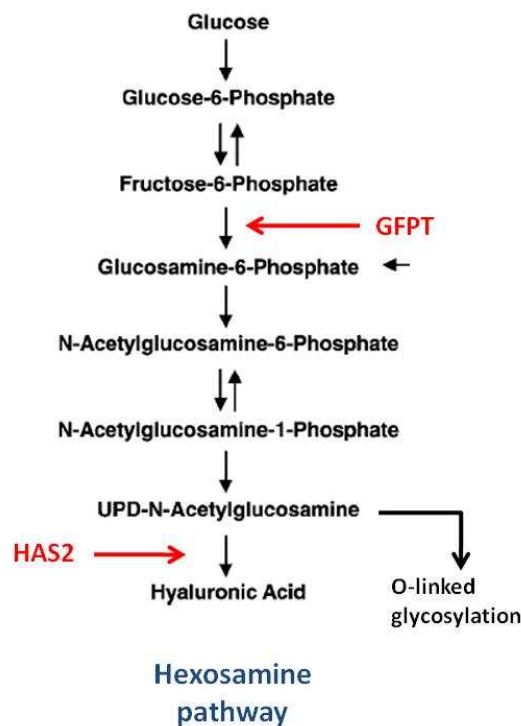 Glucose
Glucose-6-Phosphate
Fructose-6-Phosphate
GFPT
Glucosamine-6-Phosphate
N-Acetylglucosamine-6-Phosphate
N-Acetylglucosamine-1-Phosphate
UPD-N-Acetylglucosamine
HAS2
Hyaluronic Acid
O-linked
glycosylation
Hexosamine
pathway